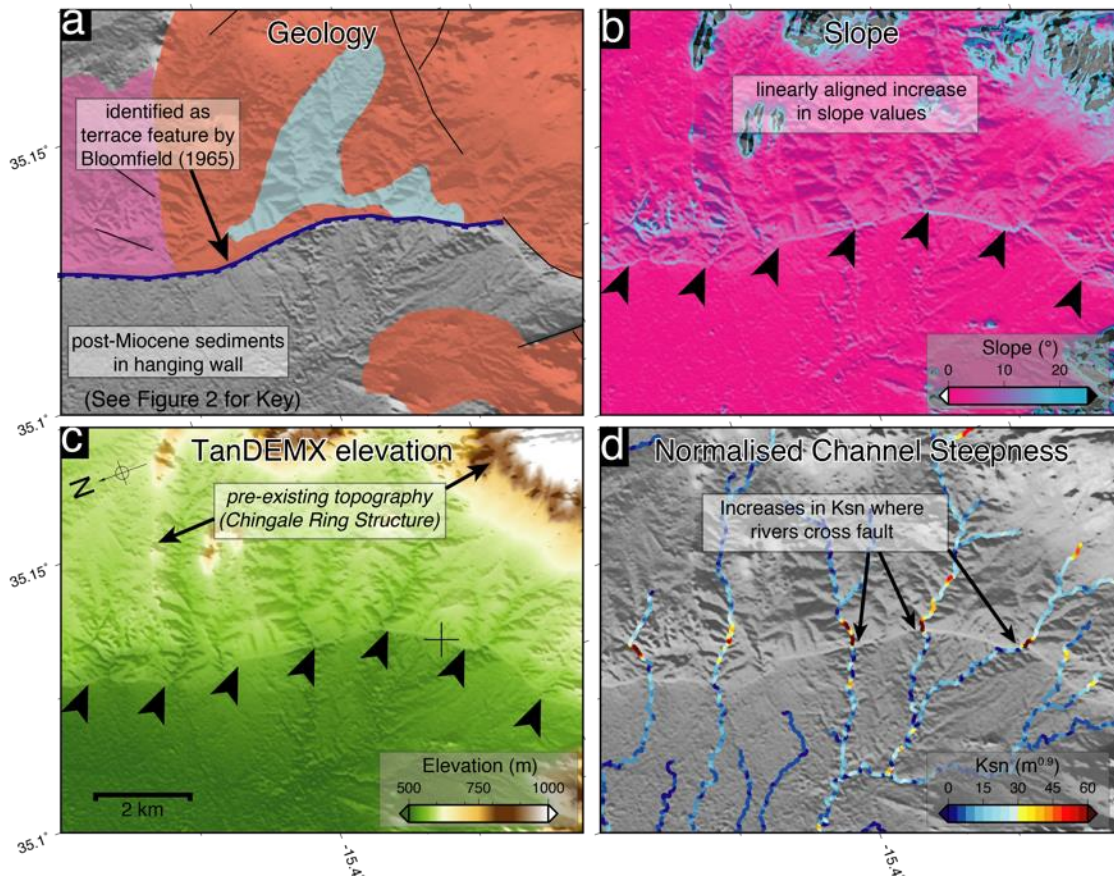 a
Geology
identified as
terrace feature by
Bloomfield (1965)
post-Miocene sediments
in hanging wall
(See Figure 2 for Key)
35.15°
35.1°
b
Slope
linearly aligned increase
in slope values
Slope (°)
0 10 20
c
TanDEMX elevation
N
pre-existing topography
(Chingale Ring Structure)
Elevation (m)
500 750 1000
2 km
35.15°
35.1°
d
Normalised Channel Steepness
Increases in Ksn where
rivers cross fault
Ksn (m0.9)
0 15 30 45 60